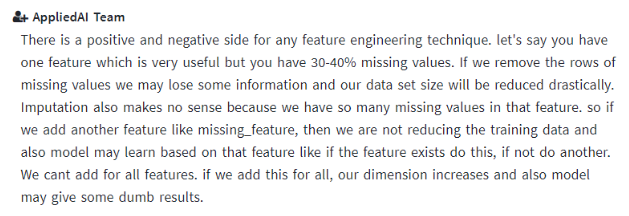 AppliedAI Team
There is a positive and negative side for any feature engineering technique. let's say you have
one feature which is very useful but you have 30-40% missing values. If we remove the rows of
missing values we may lose some information and our data set size will be reduced drastically.
Imputation also makes no sense because we have so many missing values in that feature. so if
we add another feature like missing_feature, then we are not reducing the training data and
also model may learn based on that feature like if the feature exists do this, if not do another.
We cant add for all features. if we add this for all, our dimension increases and also model
may give some dumb results.